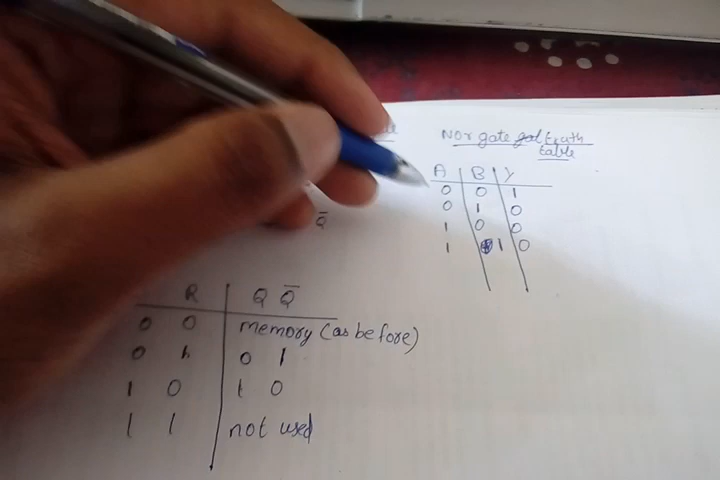 Nor gate truth
table
A B Y
0 0 1
0 1 0
1 0 0
1 1 0
Q̅
R Q Q̅
0 0 memory (as before)
0 1 0 1
1 0 1 0
1 1 not used